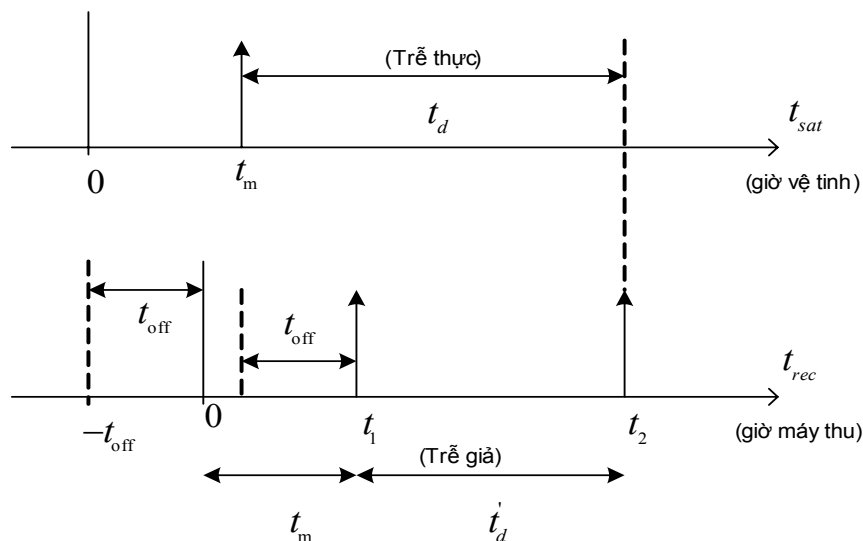 (Trễ thực)
t_d
t_sat
0
t_m
(giờ vệ tinh)
t_off
t_off
t_rec
−t_off
0
t_1
t_2
(giờ máy thu)
(Trễ giả)
t_m
t'_d